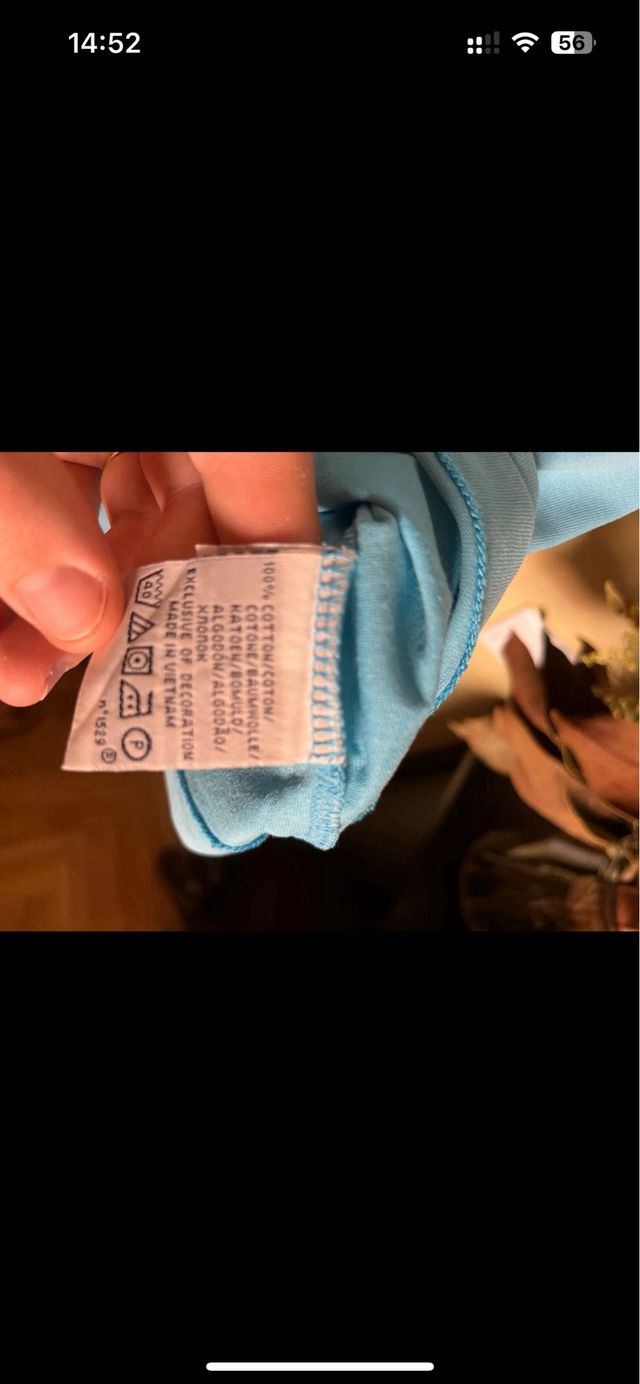 14:52
56
100% COTTON/COTON/
COTONE/BAUMWOLLE/
KATOEN/BOMULD/
ALGODÓN/ALGODÃO/
ХЛОПОК
EXCLUSIVE OF DECORATION
MADE IN VIETNAM
40
P
n°1529 B